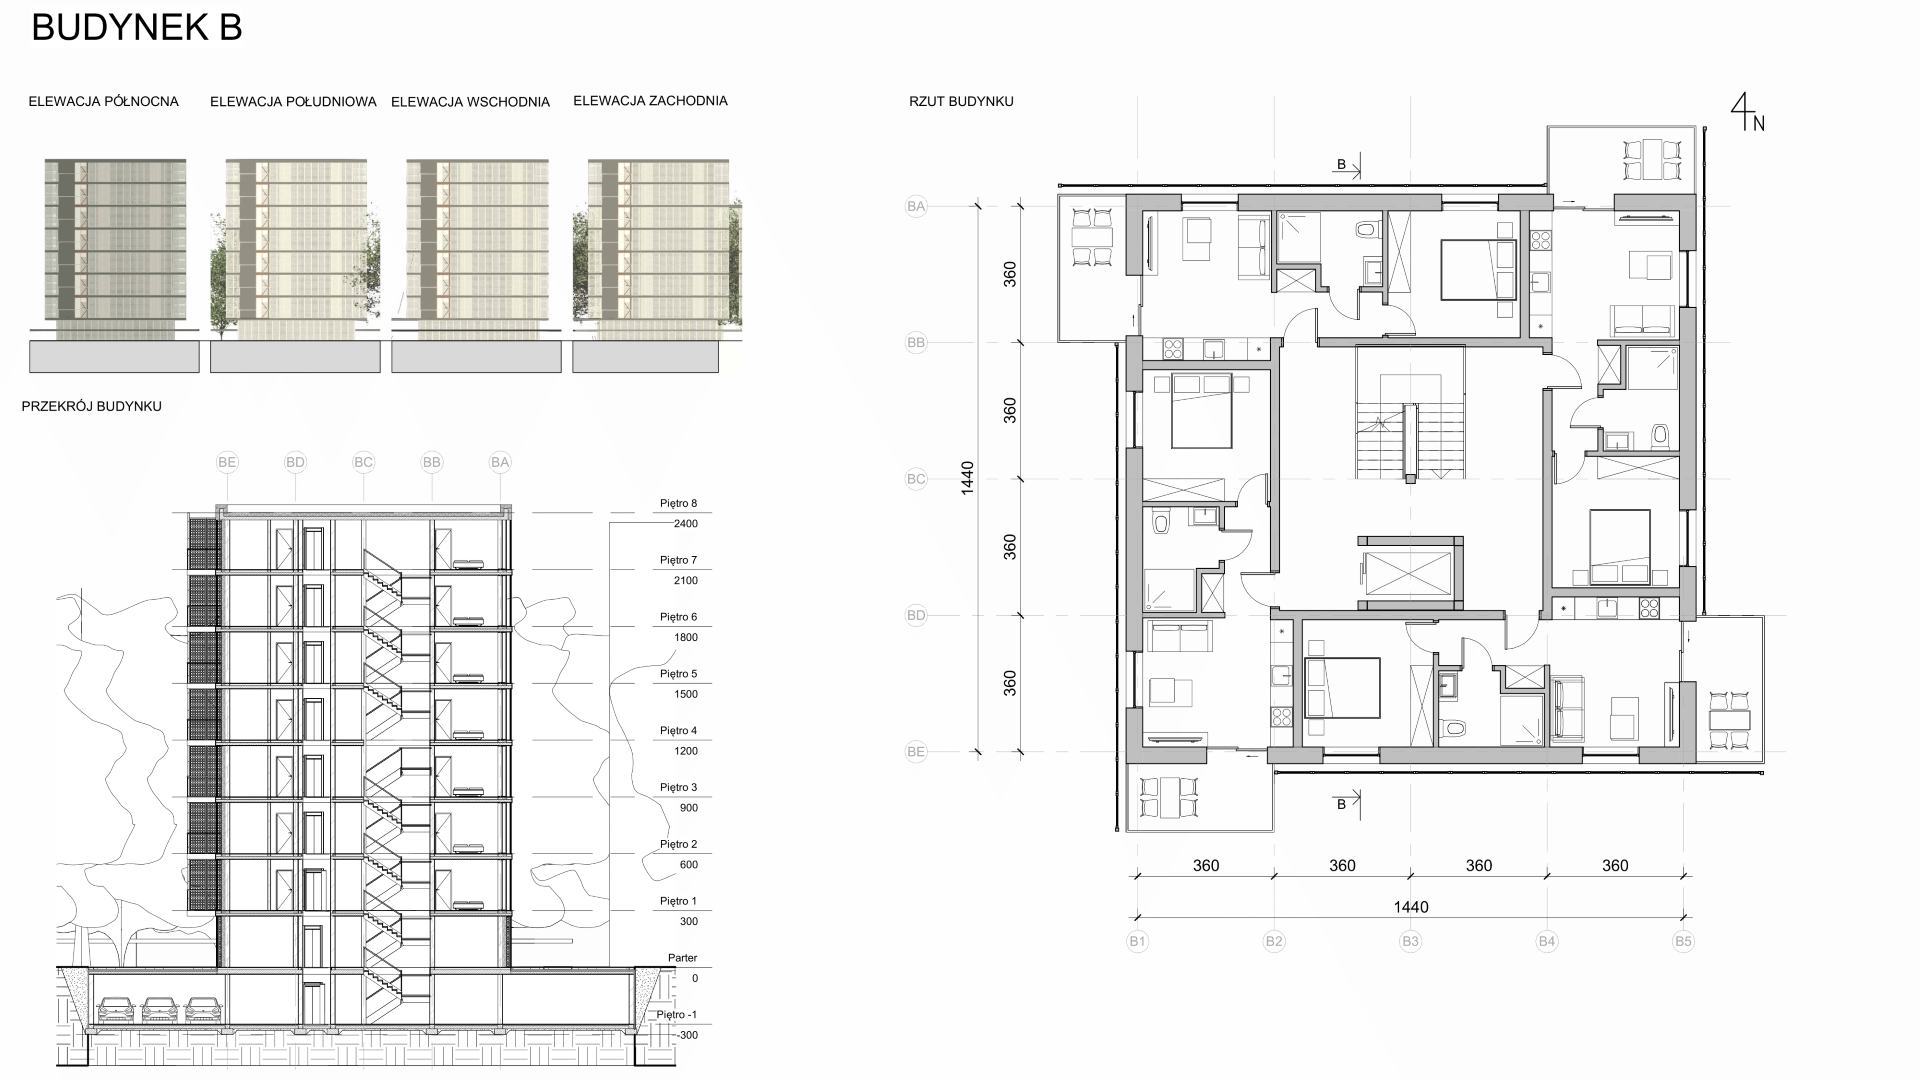 BUDYNEK B
ELEWACJA PÓŁNOCNA
ELEWACJA POŁUDNIOWA
ELEWACJA WSCHODNIA
ELEWACJA ZACHODNIA
PRZEKRÓJ BUDYNKU
BE BD BC BB BA
Piętro 8
2400
Piętro 7
2100
Piętro 6
1800
Piętro 5
1500
Piętro 4
1200
Piętro 3
900
Piętro 2
600
Piętro 1
300
Parter
0
Piętro -1
-300
RZUT BUDYNKU
N
B
BA
360
BB
360
BC
1440
360
BD
360
BE
B
360 360 360 360
1440
B1 B2 B3 B4 B5